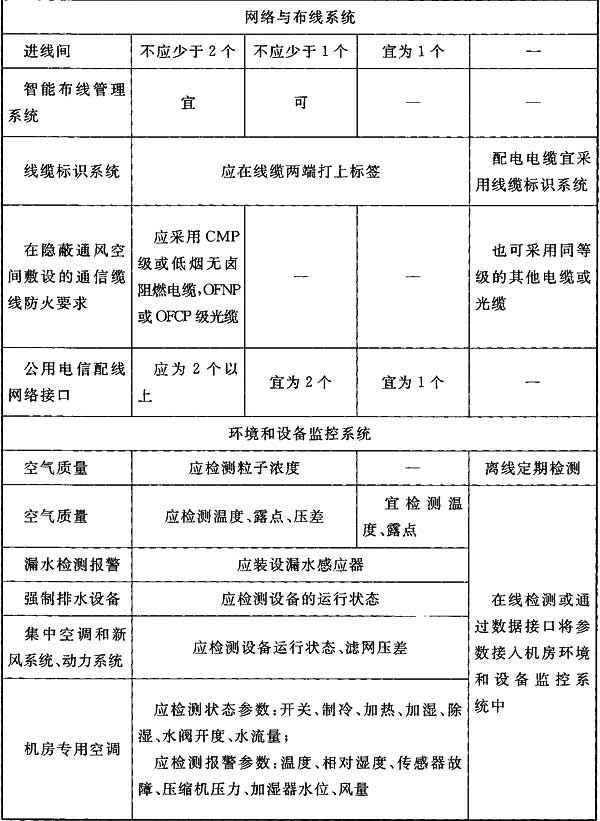 网络与布线系统
进线间 不应少于2个 不应少于1个 宜为1个 —
智能布线管理
系统 宜 可 — —
线缆标识系统 应在线缆两端打上标签 配电电缆宜采
用线缆标识系统
在隐蔽通风空
间敷设的通信缆
线防火要求
应采用CMP
级或低烟无卤
阻燃电缆,OFNP
或OFCP级光缆
— —
也可采用同等
级的其他电缆或
光缆
公用电信配线
网络接口
应为2个以
上
宜为2个 宜为1个 —
环境和设备监控系统
空气质量 应检测粒子浓度 — 离线定期检测
空气质量 应检测温度、露点、压差 宜检测温
度、露点
漏水检测报警 应装设漏水感应器
强制排水设备 应检测设备的运行状态
集中空调和新
风系统、动力系统
应检测设备运行状态、滤网压差
机房专用空调
应检测状态参数:开关、制冷、加热、加湿、除
湿、水阀开度、水流量;
应检测报警参数:温度、相对湿度、传感器故
障、压缩机压力、加湿器水位、风量
在线检测或通
过数据接口将参
数接入机房环境
和设备监控系
统中